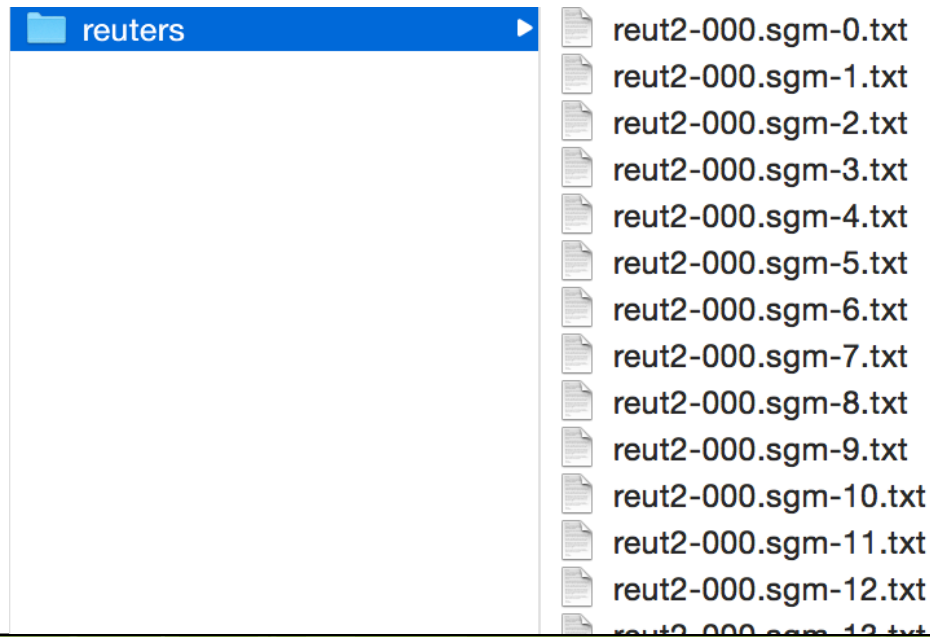 reuters
reut2-000.sgm-0.txt
reut2-000.sgm-1.txt
reut2-000.sgm-2.txt
reut2-000.sgm-3.txt
reut2-000.sgm-4.txt
reut2-000.sgm-5.txt
reut2-000.sgm-6.txt
reut2-000.sgm-7.txt
reut2-000.sgm-8.txt
reut2-000.sgm-9.txt
reut2-000.sgm-10.txt
reut2-000.sgm-11.txt
reut2-000.sgm-12.txt